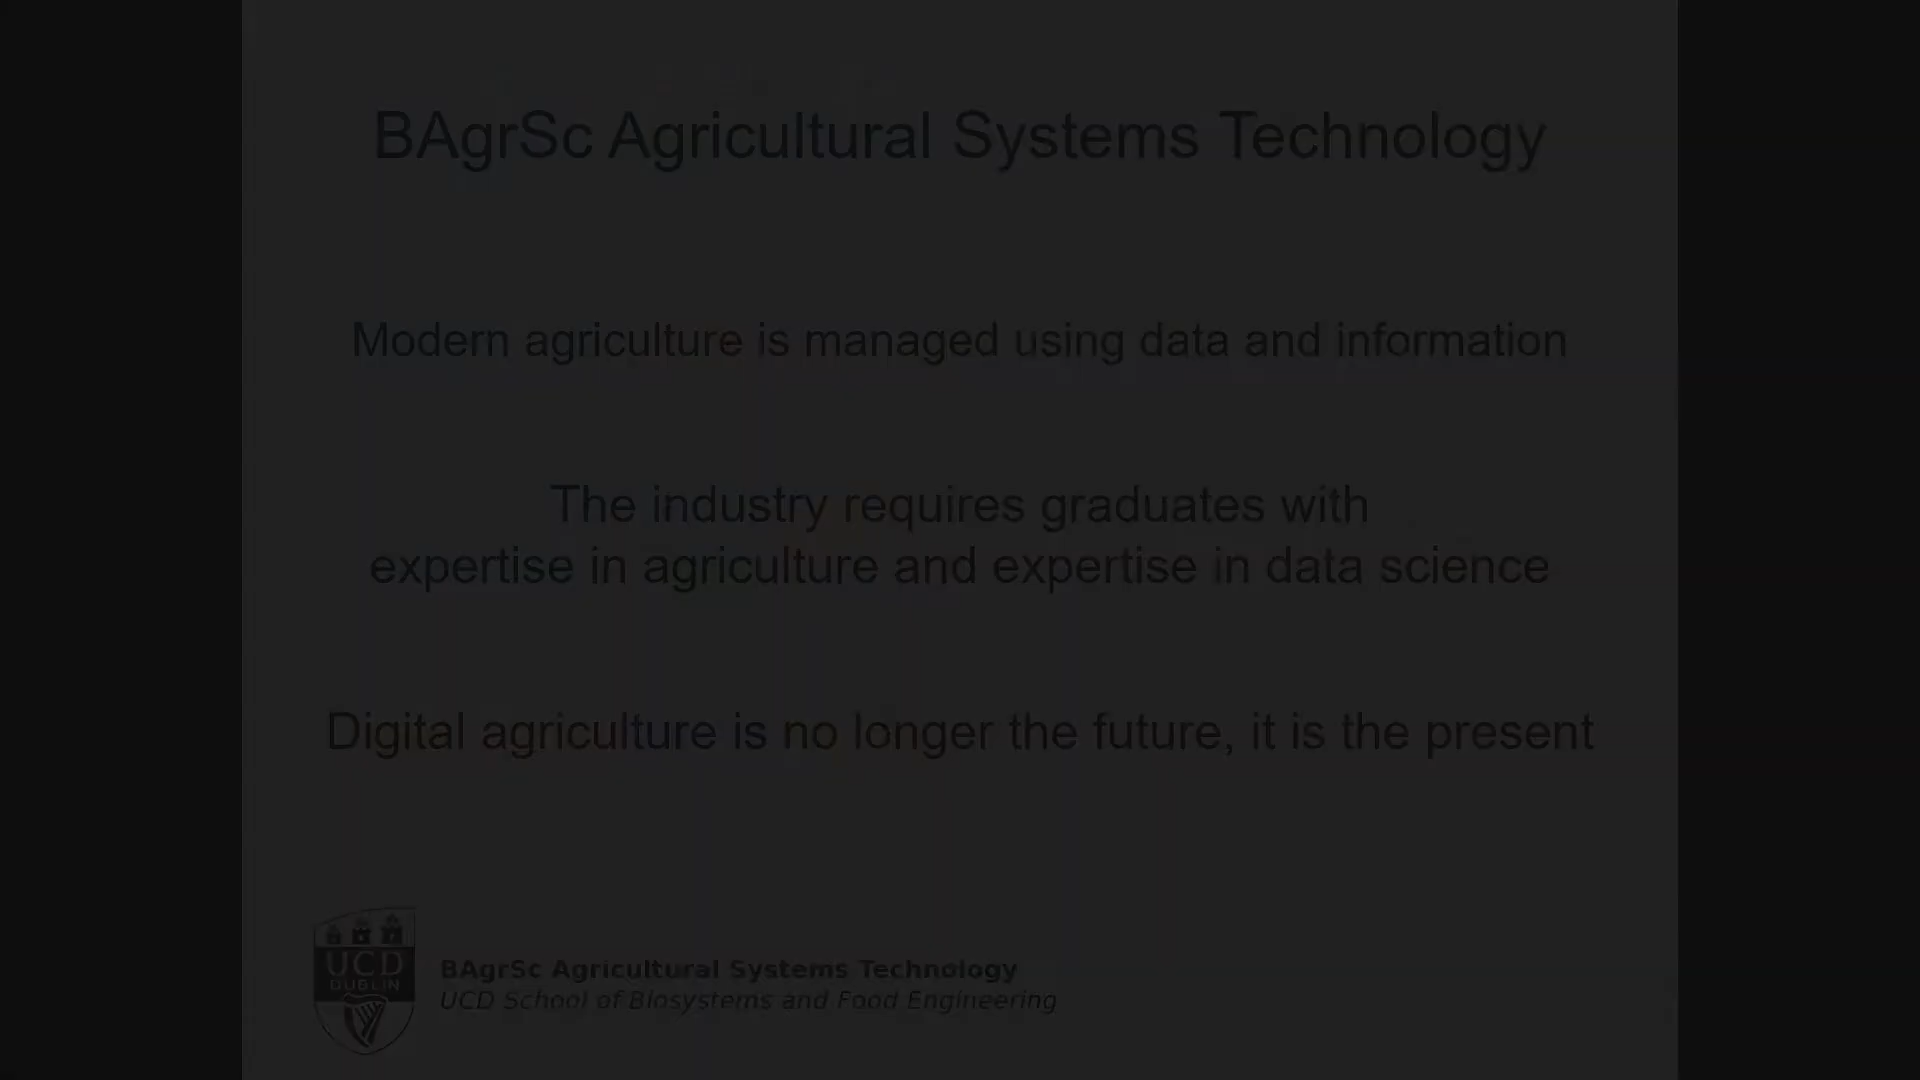 BAgrSc Agricultural Systems Technology
Modern agriculture is managed using data and information
The industry requires graduates with
expertise in agriculture and expertise in data science
Digital agriculture is no longer the future, it is the present
UCD
DUBLIN
BAgrSc Agricultural Systems Technology
UCD School of Biosystems and Food Engineering